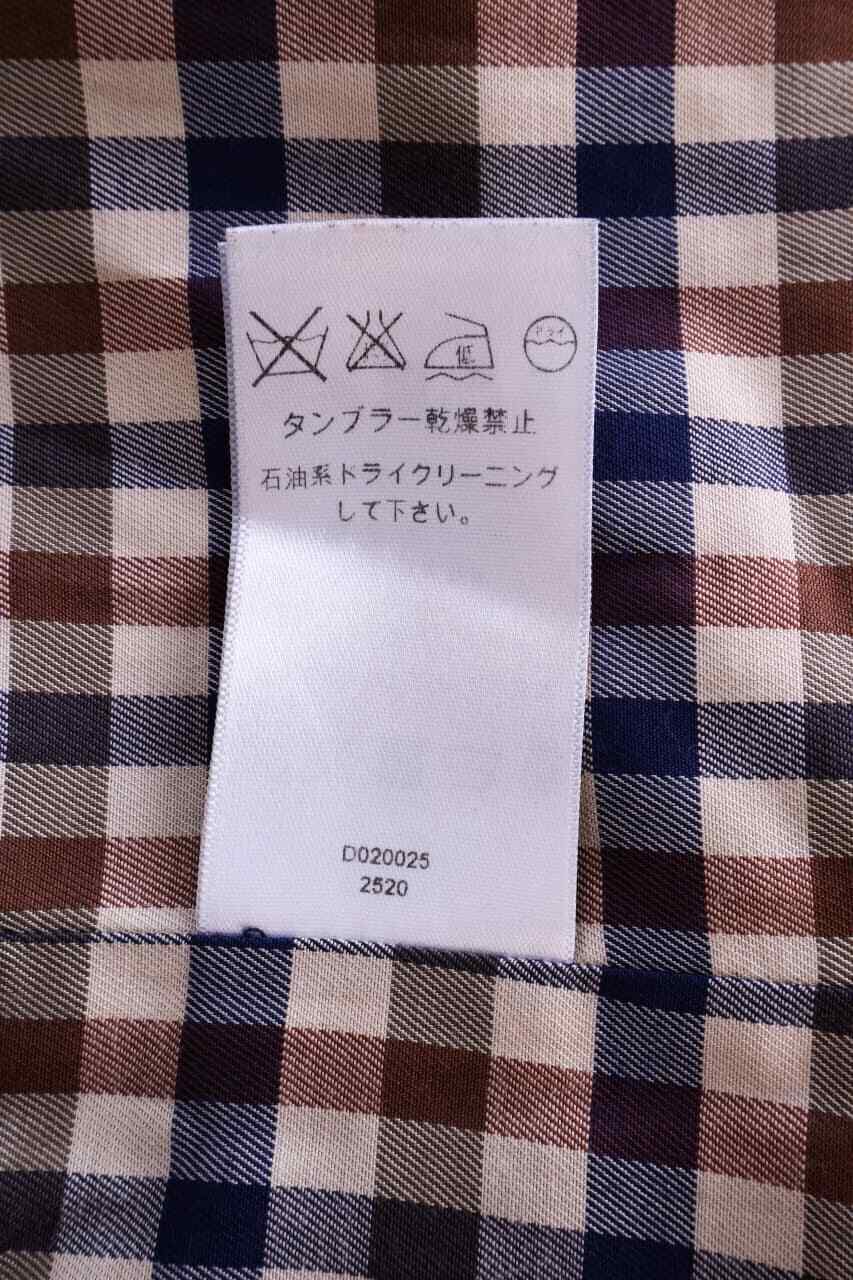 低 ドライ
タンブラー乾燥禁止
石油系ドライクリーニング
して下さい。
D020025
2520